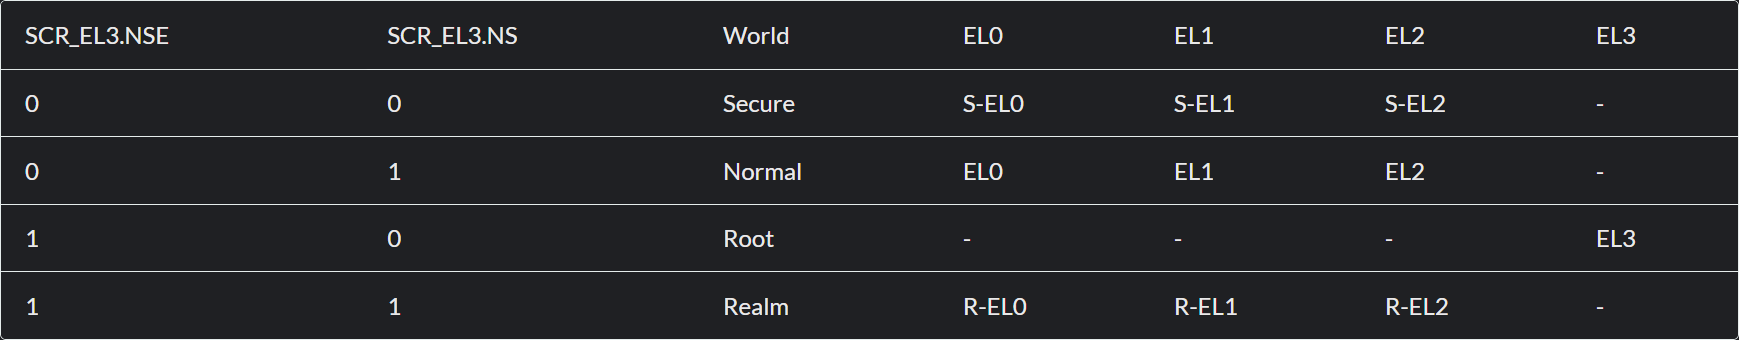 SCR_EL3.NSE SCR_EL3.NS World EL0 EL1 EL2 EL3
0 0 Secure S-EL0 S-EL1 S-EL2 -
0 1 Normal EL0 EL1 EL2 -
1 0 Root - - - EL3
1 1 Realm R-EL0 R-EL1 R-EL2 -